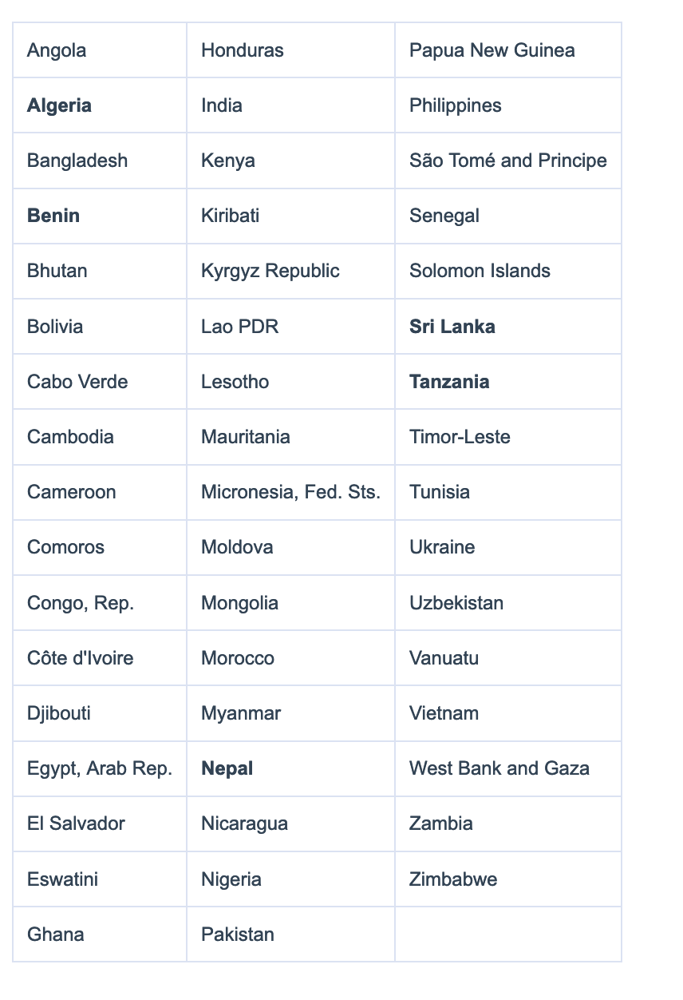 Angola Honduras Papua New Guinea
Algeria India Philippines
Bangladesh Kenya São Tomé and Principe
Benin Kiribati Senegal
Bhutan Kyrgyz Republic Solomon Islands
Bolivia Lao PDR Sri Lanka
Cabo Verde Lesotho Tanzania
Cambodia Mauritania Timor-Leste
Cameroon Micronesia, Fed. Sts. Tunisia
Comoros Moldova Ukraine
Congo, Rep. Mongolia Uzbekistan
Côte d'Ivoire Morocco Vanuatu
Djibouti Myanmar Vietnam
Egypt, Arab Rep. Nepal West Bank and Gaza
El Salvador Nicaragua Zambia
Eswatini Nigeria Zimbabwe
Ghana Pakistan